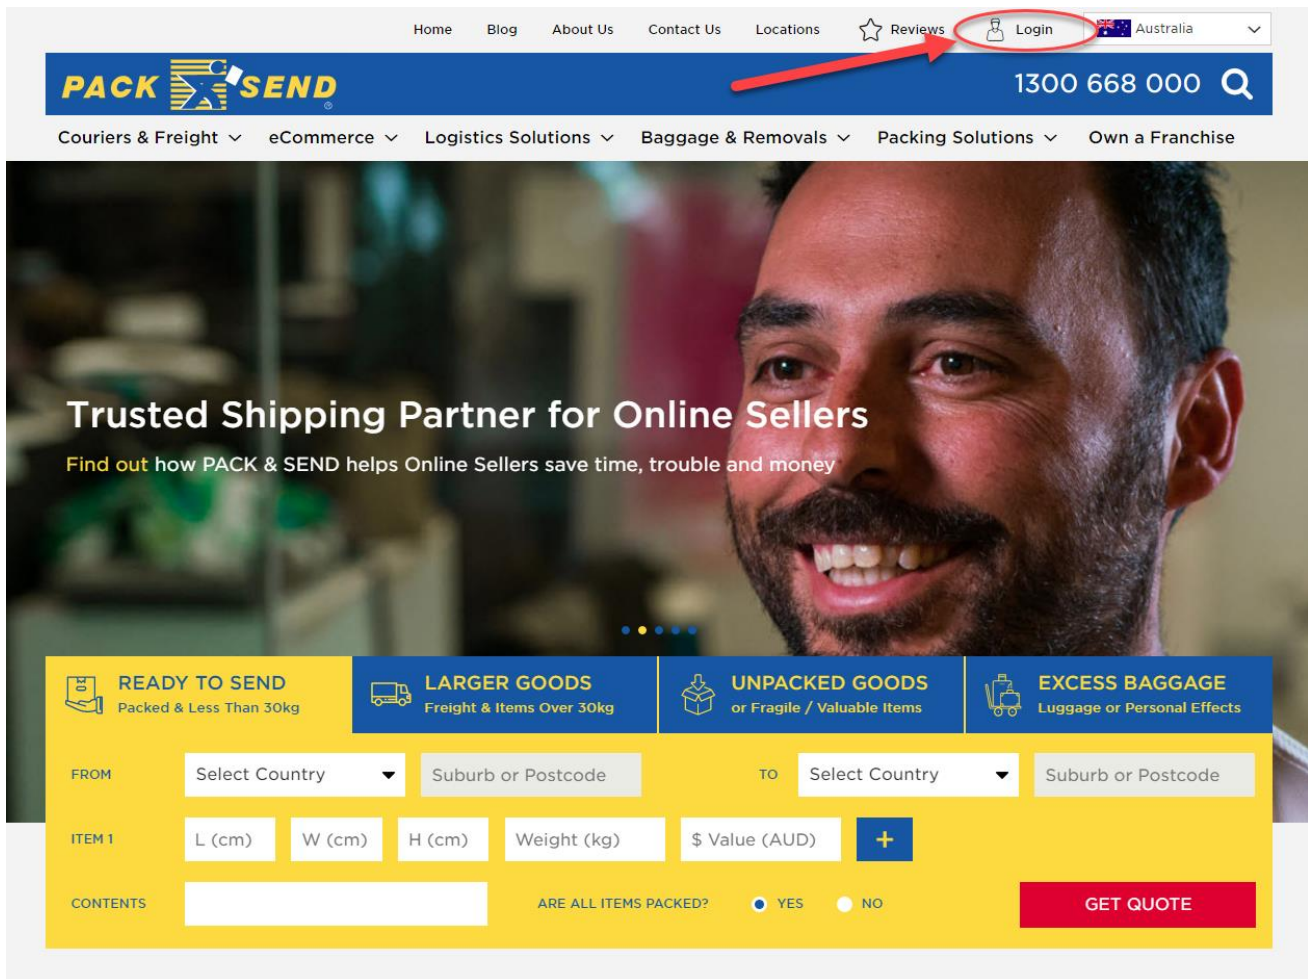 Home Blog About Us Contact Us Locations Reviews Login Australia
PACK SEND ® 1300 668 000
Couriers & Freight eCommerce Logistics Solutions Baggage & Removals Packing Solutions Own a Franchise
Trusted Shipping Partner for Online Sellers
Find out how PACK & SEND helps Online Sellers save time, trouble and money
READY TO SEND
Packed & Less Than 30kg
LARGER GOODS
Freight & Items Over 30kg
UNPACKED GOODS
or Fragile / Valuable Items
EXCESS BAGGAGE
Luggage or Personal Effects
FROM Select Country Suburb or Postcode TO Select Country Suburb or Postcode
ITEM 1 L (cm) W (cm) H (cm) Weight (kg) $ Value (AUD) +
CONTENTS ARE ALL ITEMS PACKED? YES NO GET QUOTE